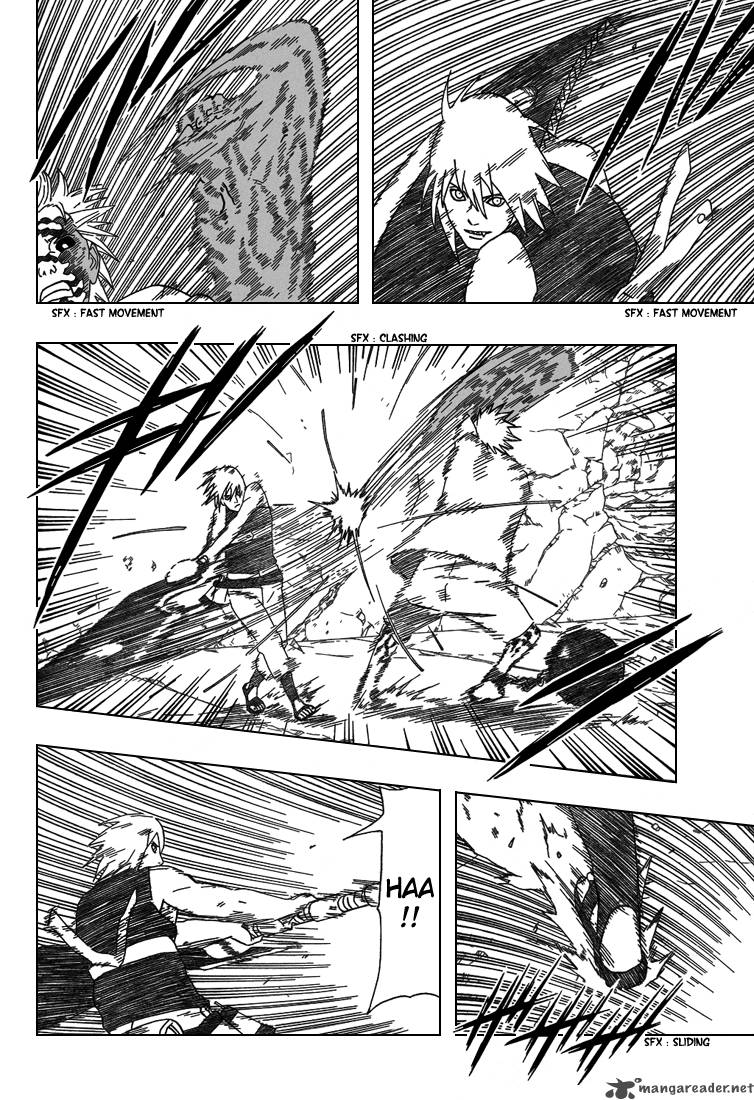 SFX : FAST MOVEMENT
SFX : FAST MOVEMENT
SFX : CLASHING
HAA
!!
SFX : SLIDING
mangareader.net